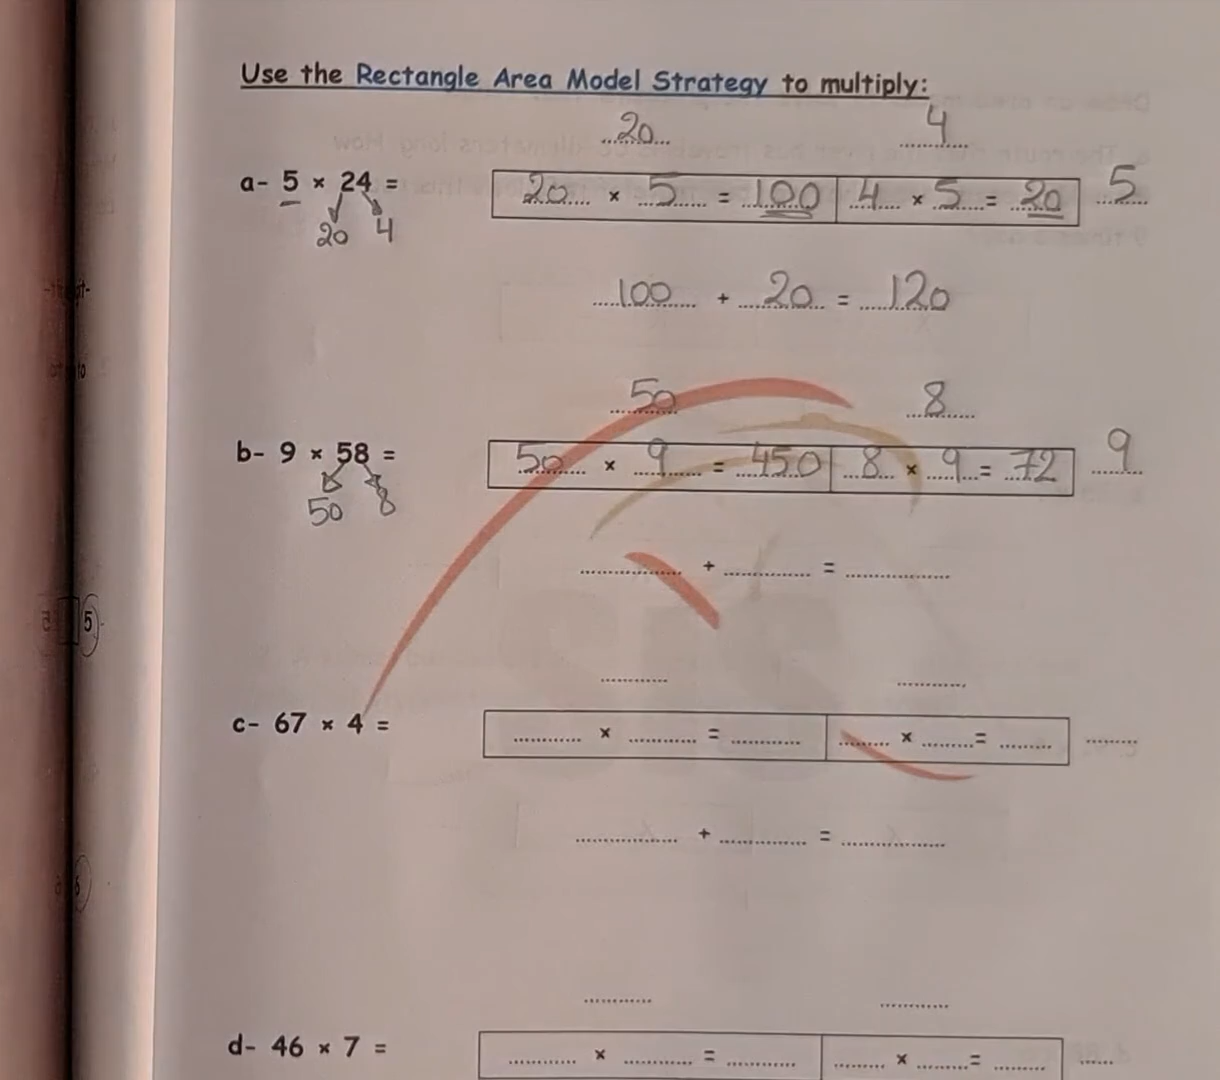 Use the Rectangle Area Model Strategy to multiply:
20 4
a- 5 × 24 = 20 × 5 = 100 4 × 5 = 20 5
20 4
100 + 20 = 120
50 8
b- 9 × 58 = 50 × 9 = 450 8 × 9 = 72 9
50 8
+ =
c- 67 × 4 = × = × =
+ =
d- 46 × 7 = × = × =
5